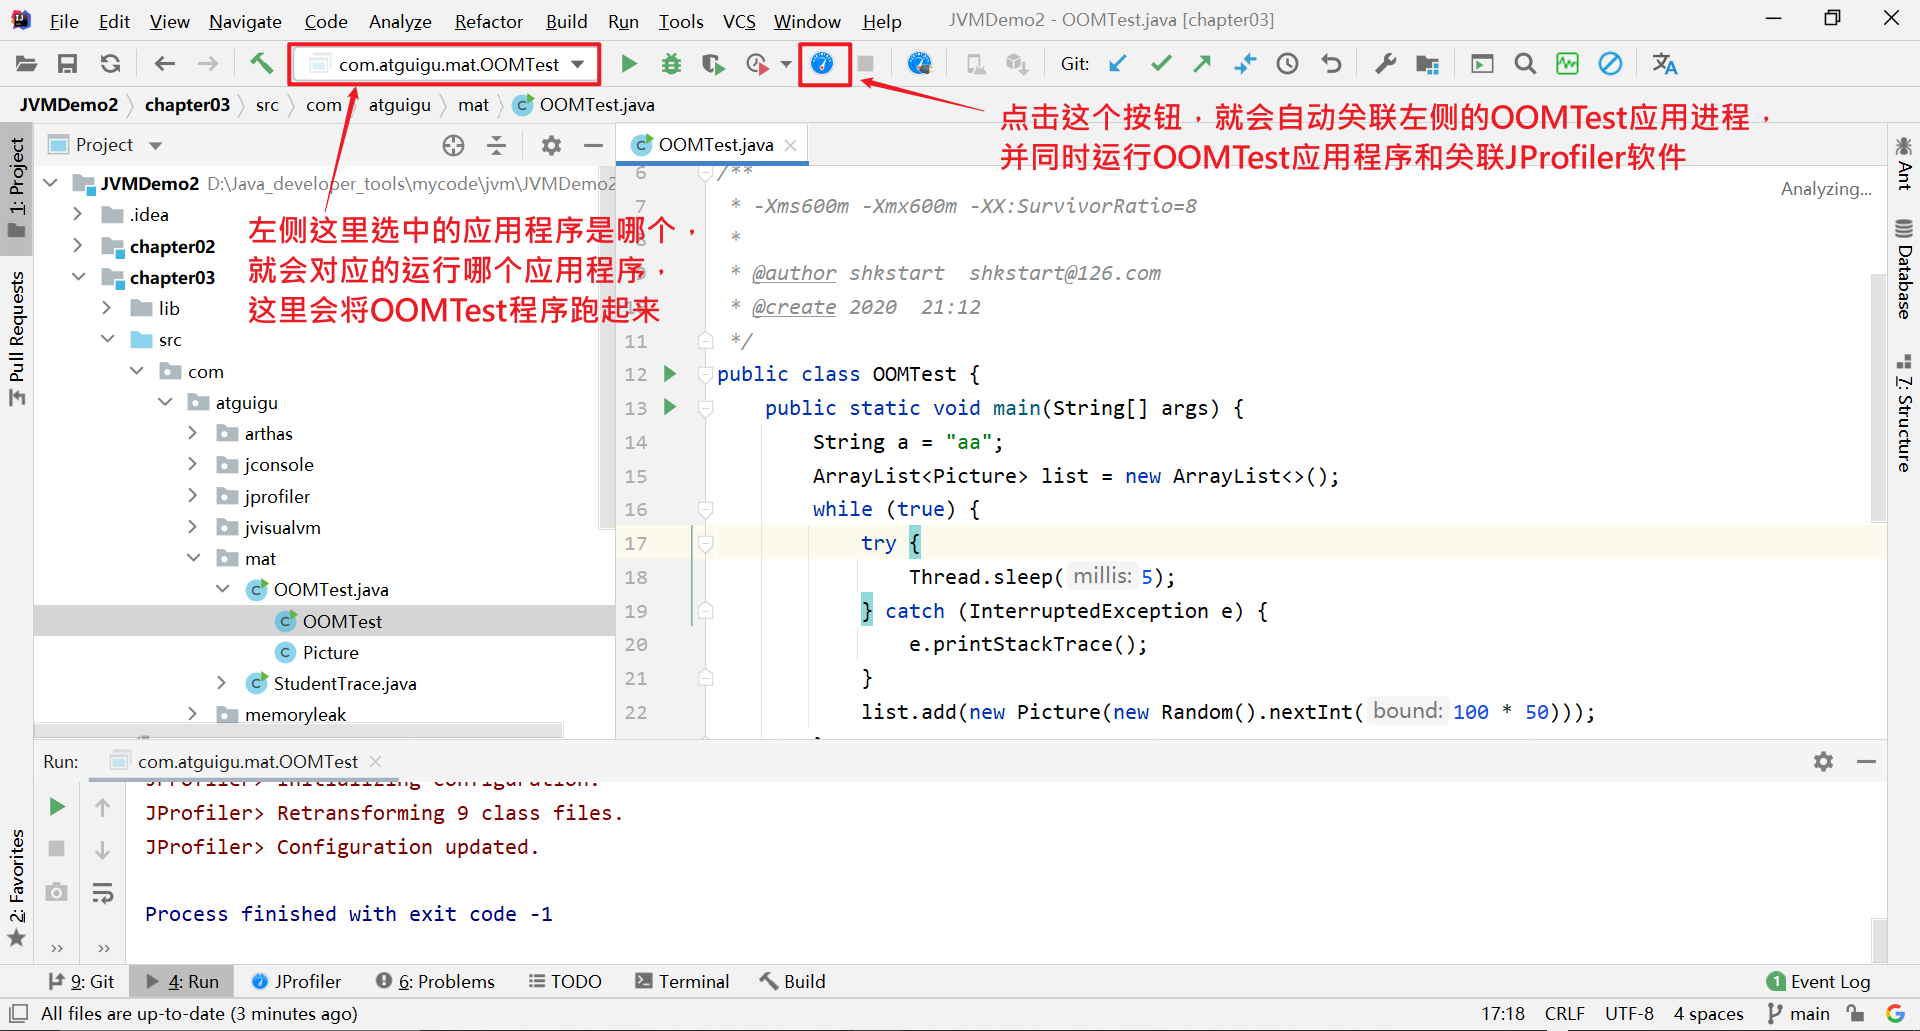 File Edit View Navigate Code Analyze Refactor Build Run Tools VCS Window Help JVMDemo2 - OOMTest.java [chapter03]
com.atguigu.mat.OOMTest Git:
JVMDemo2 chapter03 src com atguigu mat OOMTest.java
点击这个按钮，就会自动关联左侧的OOMTest应用进程，
并同时运行OOMTest应用程序和关联JProfiler软件
1: Project
Pull Requests
2: Favorites
Project
JVMDemo2 D:\Java_developer_tools\mycode\jvm\JVMDemo2
.idea
chapter02
chapter03
lib
src
com
atguigu
arthas
jconsole
jprofiler
jvisualvm
mat
OOMTest.java
OOMTest
Picture
StudentTrace.java
memoryleak
左侧这里选中的应用程序是哪个，
就会对应的运行哪个应用程序，
这里会将OOMTest程序跑起来
OOMTest.java
Analyzing...
6 /**
7 * -Xms600m -Xmx600m -XX:SurvivorRatio=8
*
* @author shkstart shkstart@126.com
* @create 2020 21:12
11 */
12 public class OOMTest {
13 public static void main(String[] args) {
14 String a = "aa";
15 ArrayList<Picture> list = new ArrayList<>();
16 while (true) {
17 try {
18 Thread.sleep( millis: 5);
19 } catch (InterruptedException e) {
20 e.printStackTrace();
21 }
22 list.add(new Picture(new Random().nextInt( bound: 100 * 50)));
Ant
Database
7: Structure
Run: com.atguigu.mat.OOMTest
JProfiler> Initializing configuration.
JProfiler> Retransforming 9 class files.
JProfiler> Configuration updated.
Process finished with exit code -1
9: Git 4: Run JProfiler 6: Problems TODO Terminal Build 1 Event Log
All files are up-to-date (3 minutes ago) 17:18 CRLF UTF-8 4 spaces main